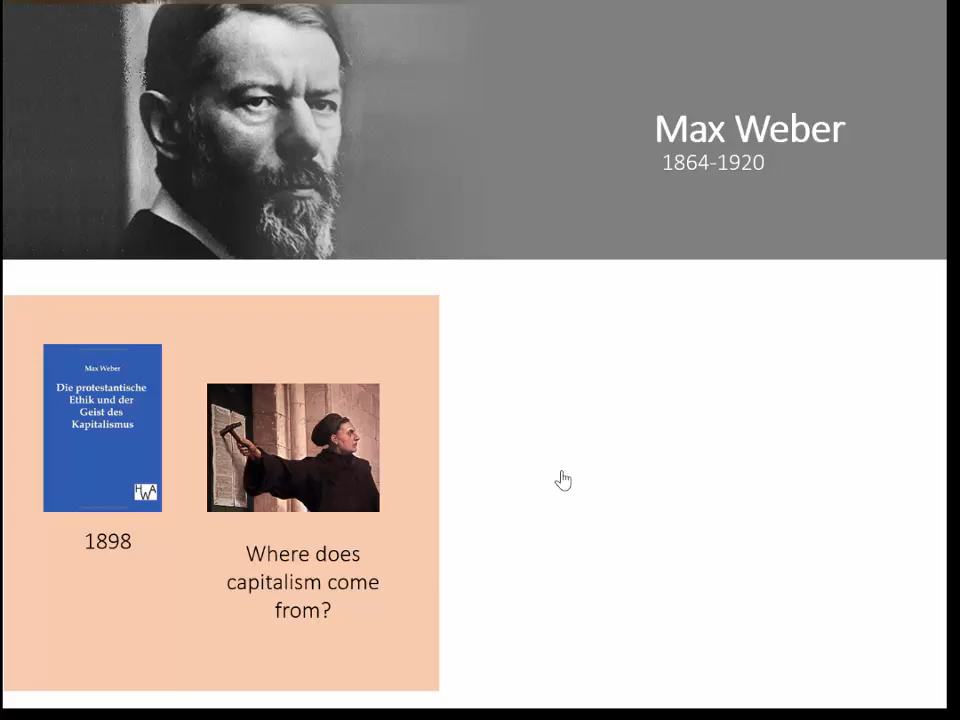 Max Weber
1864-1920
Max Weber
Die protestantische
Ethik und der
Geist des
Kapitalismus
HWA
1898
Where does
capitalism come
from?